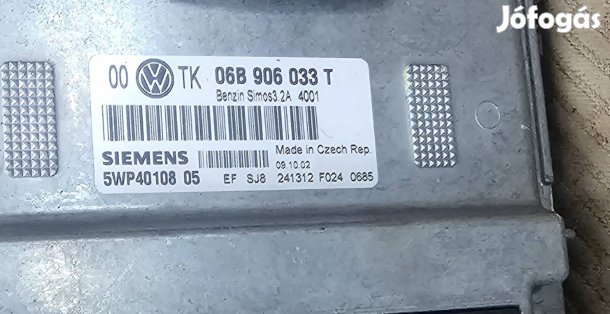 Jófogás
00 VW TK 06B 906 033 T
Benzin Simos3.2A 4001
SIEMENS Made in Czech Rep.
09.10.02
5WP40108 05 EF SJ8 241312 F024 0685